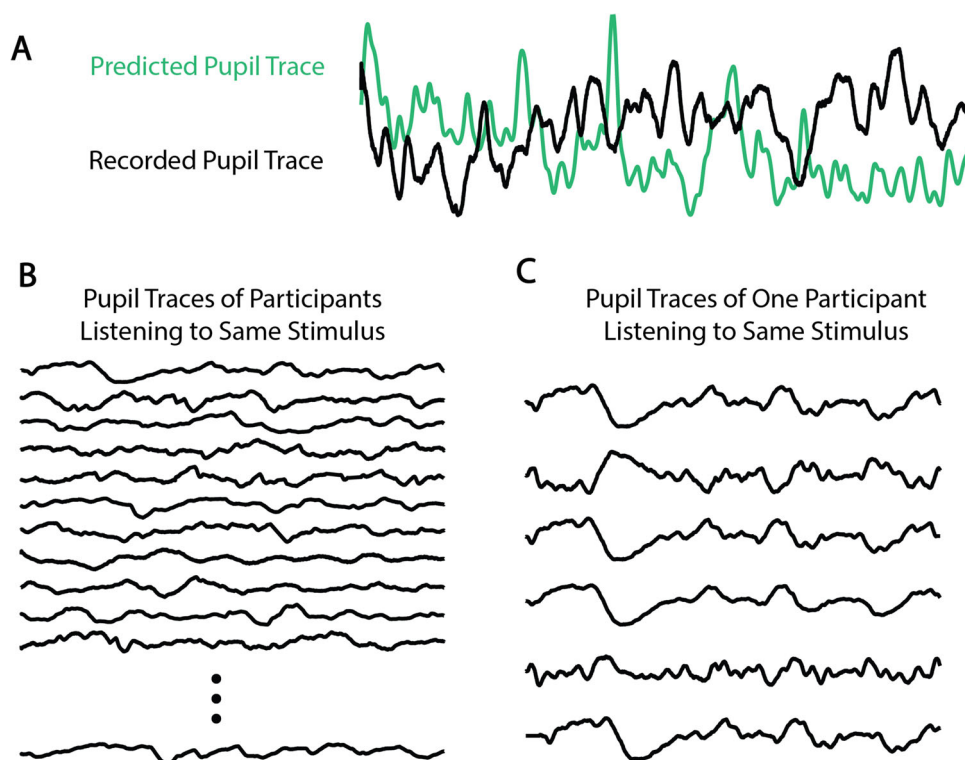 A
Predicted Pupil Trace
Recorded Pupil Trace
B
Pupil Traces of Participants
Listening to Same Stimulus
C
Pupil Traces of One Participant
Listening to Same Stimulus